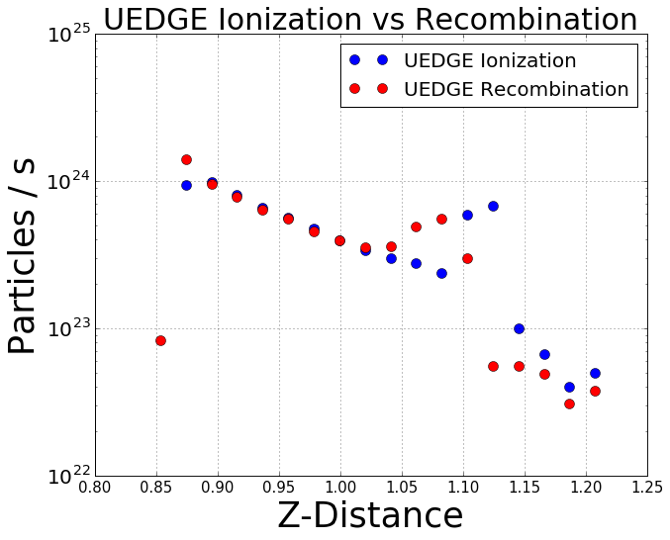 UEDGE Ionization vs Recombination
UEDGE Ionization
UEDGE Recombination
Particles / s
10^25
10^24
10^23
10^22
0.80 0.85 0.90 0.95 1.00 1.05 1.10 1.15 1.20 1.25
Z-Distance